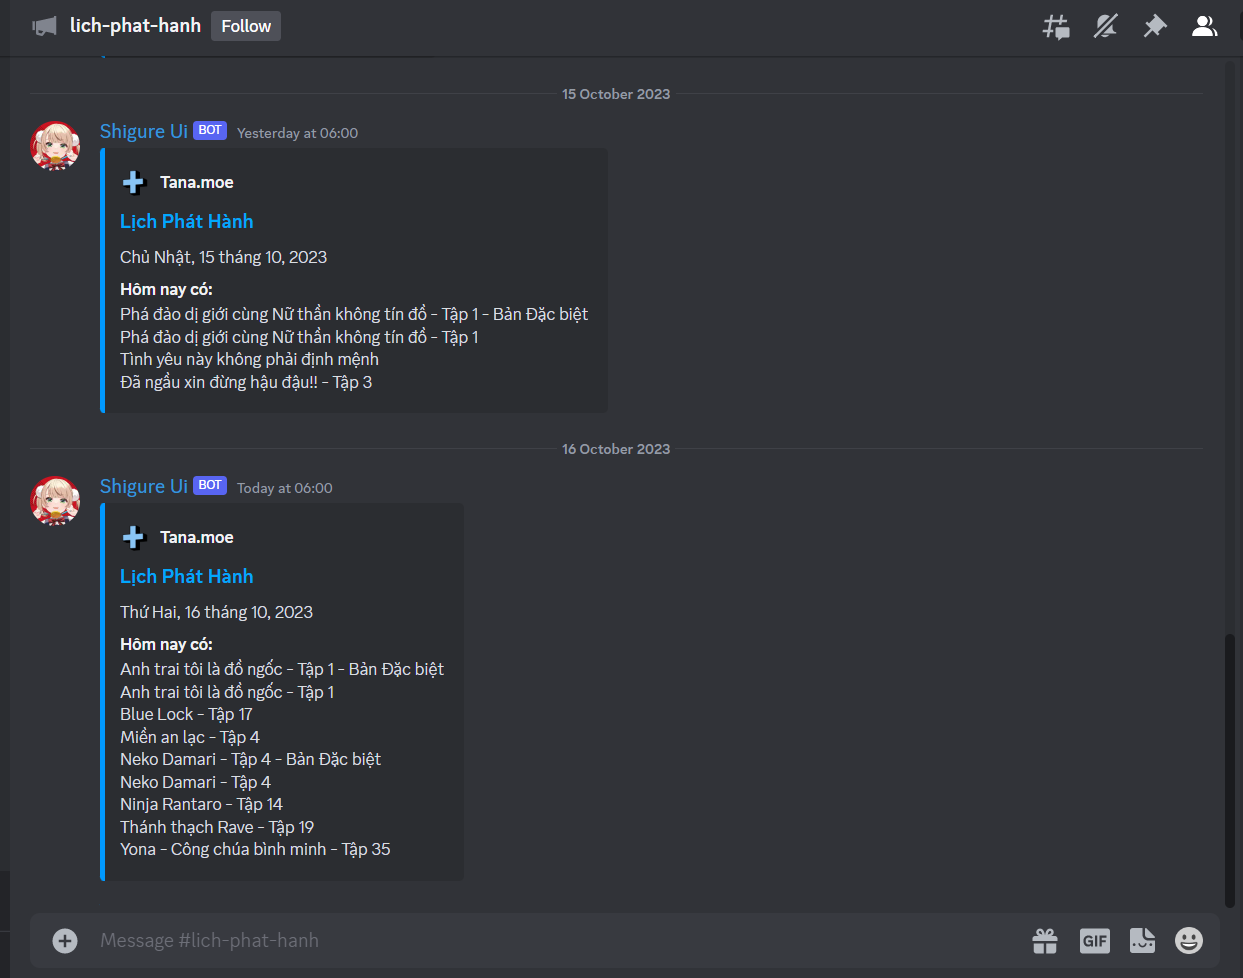 lich-phat-hanh Follow
15 October 2023
Shigure Ui BOT Yesterday at 06:00
Tana.moe
Lịch Phát Hành
Chủ Nhật, 15 tháng 10, 2023
Hôm nay có:
Phá đảo dị giới cùng Nữ thần không tín đồ - Tập 1 - Bản Đặc biệt
Phá đảo dị giới cùng Nữ thần không tín đồ - Tập 1
Tình yêu này không phải định mệnh
Đã ngầu xin đừng hậu đậu!! - Tập 3
16 October 2023
Shigure Ui BOT Today at 06:00
Tana.moe
Lịch Phát Hành
Thứ Hai, 16 tháng 10, 2023
Hôm nay có:
Anh trai tôi là đồ ngốc - Tập 1 - Bản Đặc biệt
Anh trai tôi là đồ ngốc - Tập 1
Blue Lock - Tập 17
Miền an lạc - Tập 4
Neko Damari - Tập 4 - Bản Đặc biệt
Neko Damari - Tập 4
Ninja Rantaro - Tập 14
Thánh thạch Rave - Tập 19
Yona - Công chúa bình minh - Tập 35
Message #lich-phat-hanh
GIF